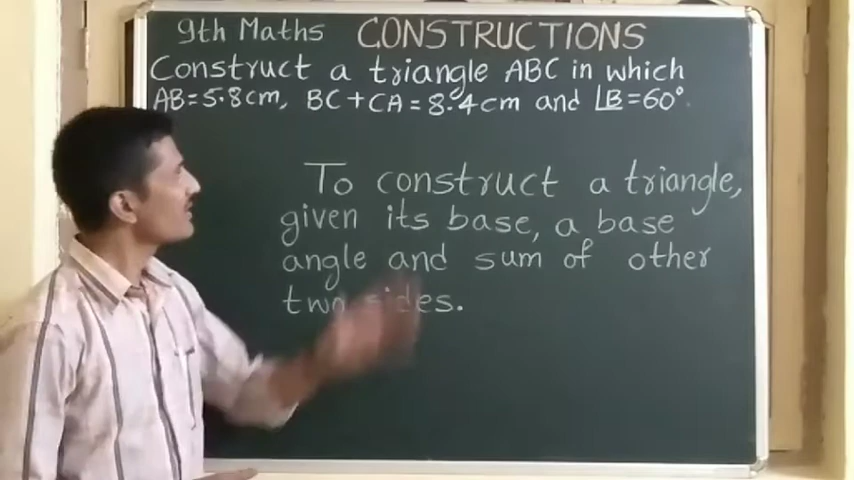 9th Maths CONSTRUCTIONS
Construct a triangle ABC in which
AB=5.8cm, BC+CA=8.4cm and ∠B=60°.
To construct a triangle,
given its base, a base
angle and sum of other
two sides.